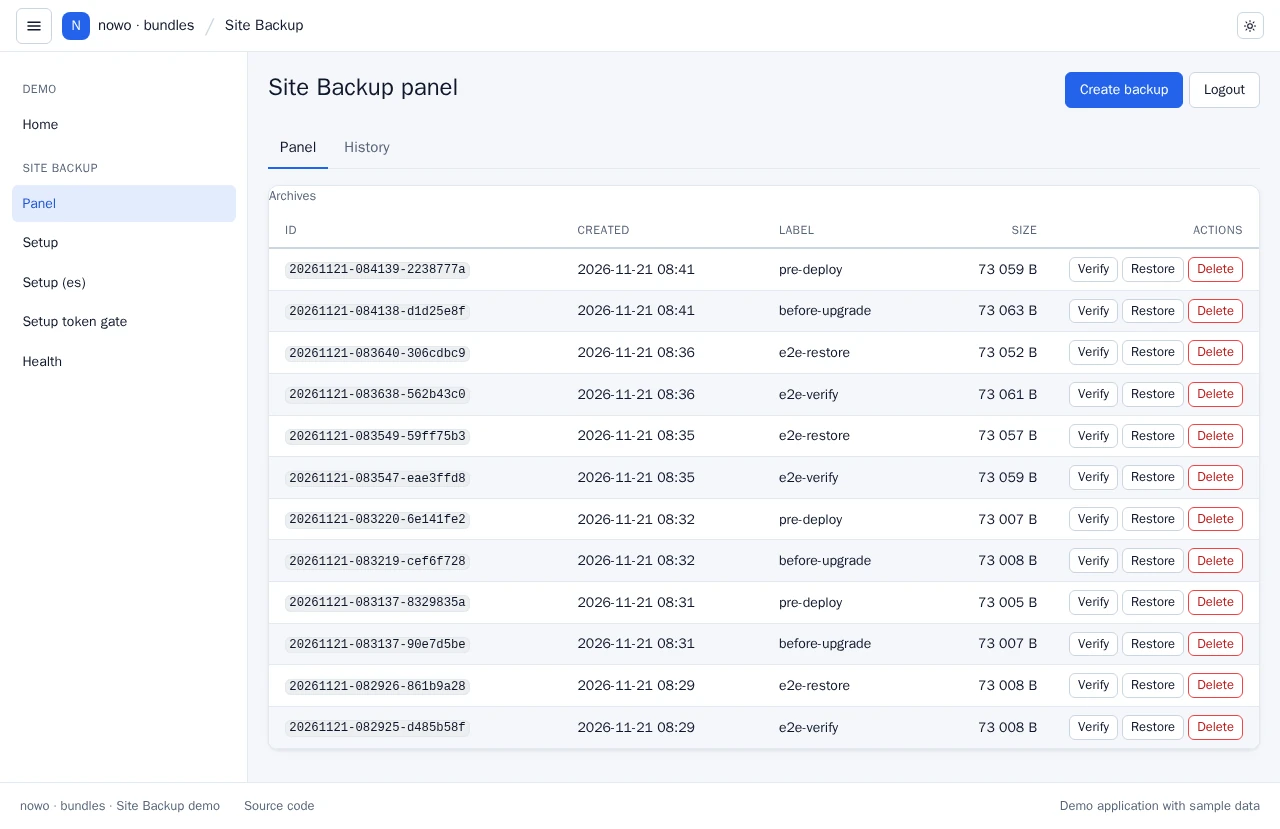 N nowo · bundles / Site Backup
DEMO
Home
SITE BACKUP
Panel
Setup
Setup (es)
Setup token gate
Health
Site Backup panel
Create backup Logout
Panel History
Archives
ID CREATED LABEL SIZE ACTIONS
20261121-084139-2238777a 2026-11-21 08:41 pre-deploy 73 059 B Verify Restore Delete
20261121-084138-d1d25e8f 2026-11-21 08:41 before-upgrade 73 063 B Verify Restore Delete
20261121-083640-306cdbc9 2026-11-21 08:36 e2e-restore 73 052 B Verify Restore Delete
20261121-083638-562b43c0 2026-11-21 08:36 e2e-verify 73 061 B Verify Restore Delete
20261121-083549-59ff75b3 2026-11-21 08:35 e2e-restore 73 057 B Verify Restore Delete
20261121-083547-eae3ffd8 2026-11-21 08:35 e2e-verify 73 059 B Verify Restore Delete
20261121-083220-6e141fe2 2026-11-21 08:32 pre-deploy 73 007 B Verify Restore Delete
20261121-083219-cef6f728 2026-11-21 08:32 before-upgrade 73 008 B Verify Restore Delete
20261121-083137-8329835a 2026-11-21 08:31 pre-deploy 73 005 B Verify Restore Delete
20261121-083137-90e7d5be 2026-11-21 08:31 before-upgrade 73 007 B Verify Restore Delete
20261121-082926-861b9a28 2026-11-21 08:29 e2e-restore 73 008 B Verify Restore Delete
20261121-082925-d485b58f 2026-11-21 08:29 e2e-verify 73 008 B Verify Restore Delete
nowo · bundles · Site Backup demo Source code Demo application with sample data